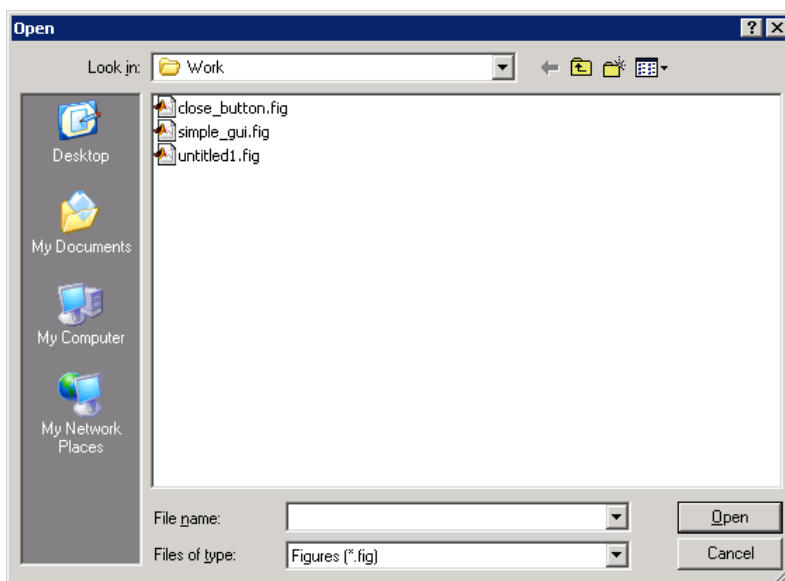 Open
Look in:
Work
close_button.fig
simple_gui.fig
untitled1.fig
Desktop
My Documents
My Computer
My Network
Places
File name:
Open
Files of type:
Figures (*.fig)
Cancel